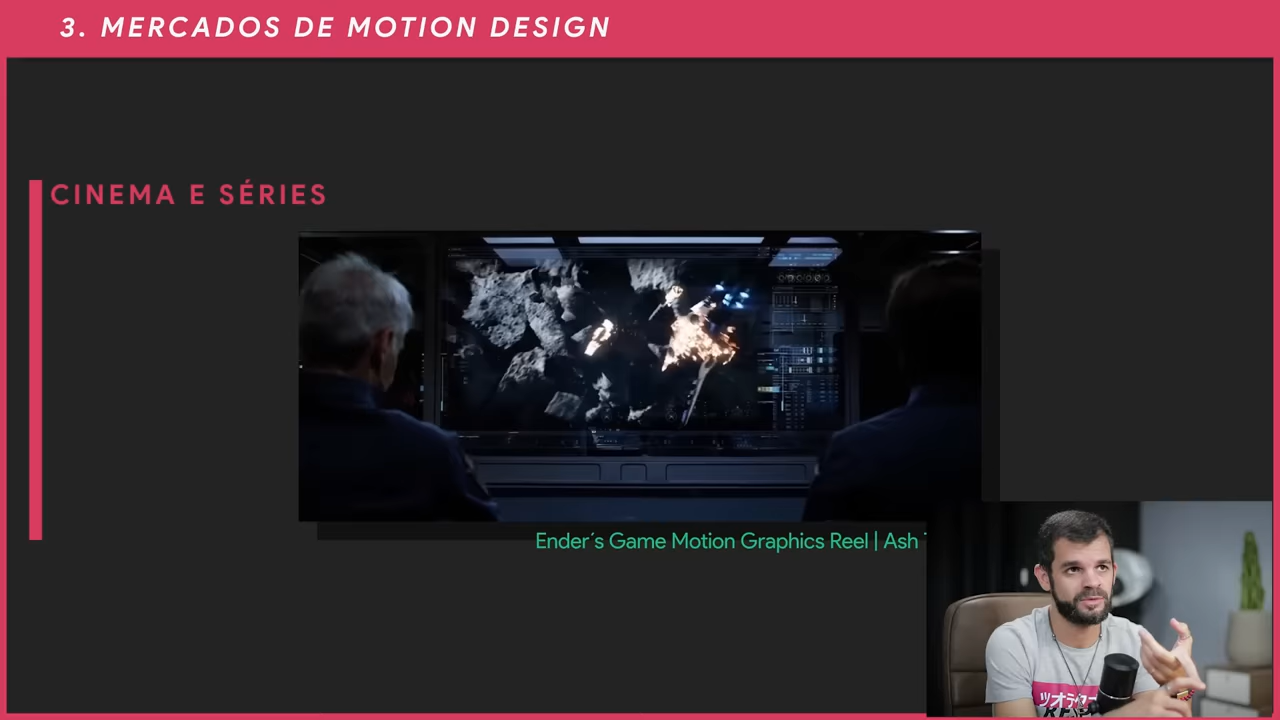 3. MERCADOS DE MOTION DESIGN
CINEMA E SÉRIES
Ender´s Game Motion Graphics Reel | Ash